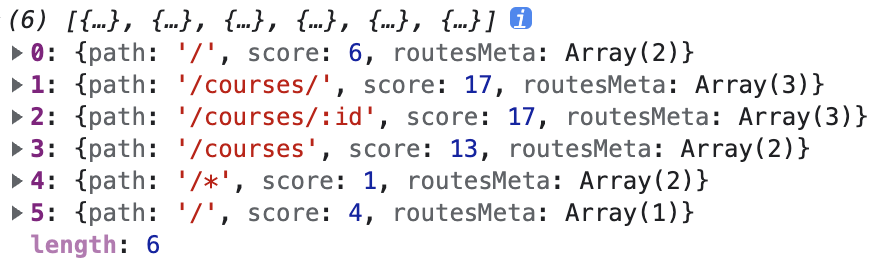 (6) [{…}, {…}, {…}, {…}, {…}, {…}] i
▶ 0: {path: '/', score: 6, routesMeta: Array(2)}
▶ 1: {path: '/courses/', score: 17, routesMeta: Array(3)}
▶ 2: {path: '/courses/:id', score: 17, routesMeta: Array(3)}
▶ 3: {path: '/courses', score: 13, routesMeta: Array(2)}
▶ 4: {path: '/*', score: 1, routesMeta: Array(2)}
▶ 5: {path: '/', score: 4, routesMeta: Array(1)}
length: 6